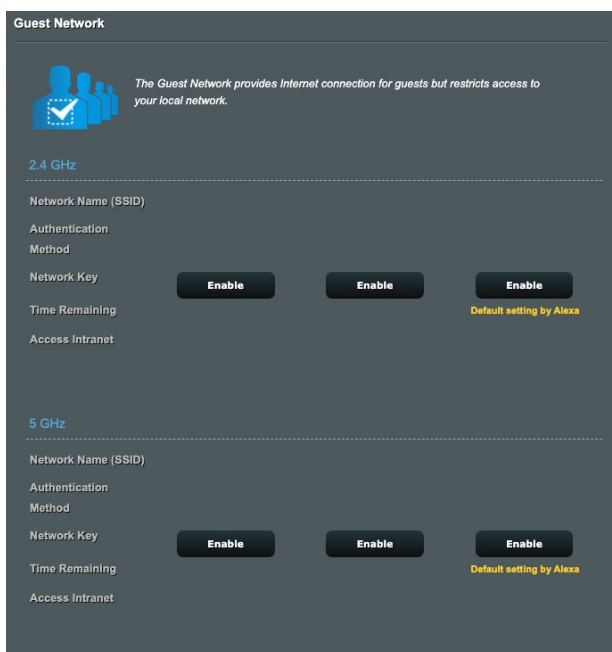 Guest Network
The Guest Network provides Internet connection for guests but restricts access to
your local network.
2.4 GHz
Network Name (SSID)
Authentication
Method
Network Key
Enable Enable Enable
Time Remaining
Default setting by Alexa
Access Intranet
5 GHz
Network Name (SSID)
Authentication
Method
Network Key
Enable Enable Enable
Time Remaining
Default setting by Alexa
Access Intranet